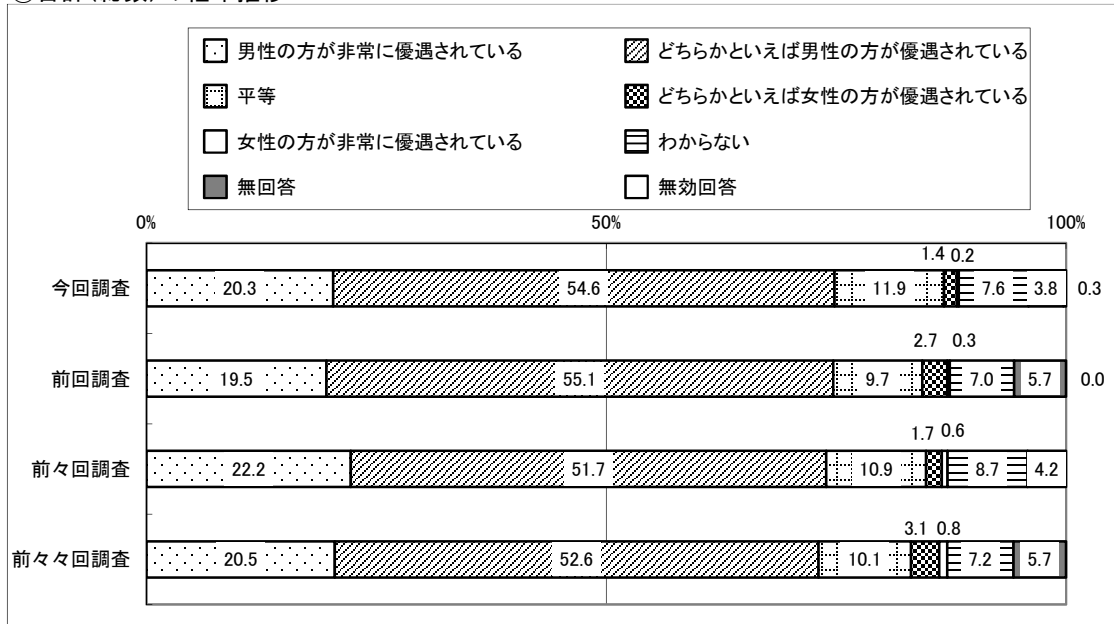 男性の方が非常に優遇されている
どちらかといえば男性の方が優遇されている
平等
どちらかといえば女性の方が優遇されている
女性の方が非常に優遇されている
わからない
無回答
無効回答
0%
50%
100%
1.4 0.2
今回調査 20.3 54.6 11.9 7.6 3.8 0.3
2.7 0.3
前回調査 19.5 55.1 9.7 7.0 5.7 0.0
1.7 0.6
前々回調査 22.2 51.7 10.9 8.7 4.2
3.1 0.8
前々々回調査 20.5 52.6 10.1 7.2 5.7